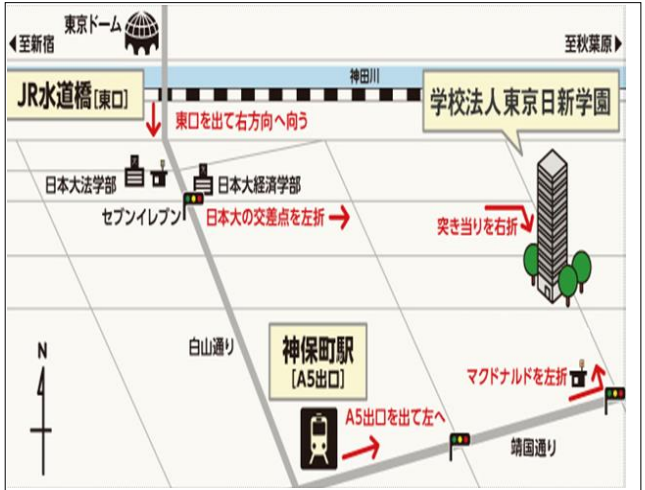 東京ドーム
◀至新宿
至秋葉原▶
神田川
JR水道橋[東口]
学校法人東京日新学園
東口を出て右方向へ向う
日本大法学部
日本大経済学部
セブンイレブン
日本大の交差点を左折
突き当りを右折
白山通り
神保町駅
[A5出口]
N
マクドナルドを左折
A5出口を出て左へ
靖国通り